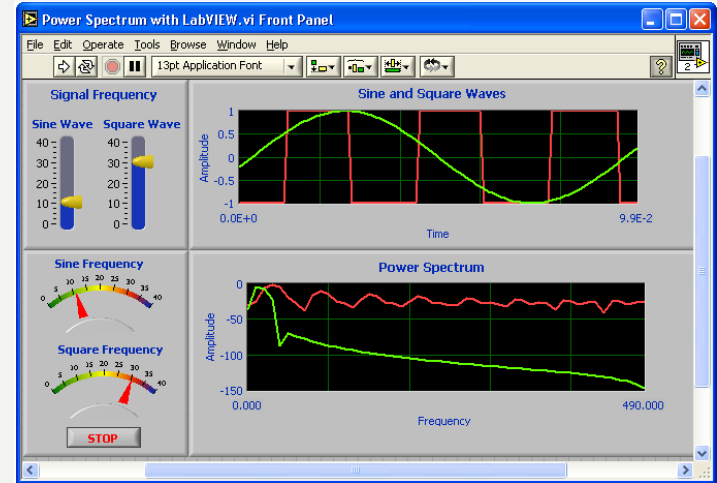 Power Spectrum with LabVIEW.vi Front Panel
File Edit Operate Tools Browse Window Help
13pt Application Font
?
2
Signal Frequency
Sine Wave Square Wave
40
30
20
10
0
40
30
20
10
0
Sine and Square Waves
Amplitude
1
0.5
0
-0.5
-1
0.0E+0 9.9E-2
Time
Sine Frequency
0 5 10 15 20 25 30 35 40
Square Frequency
0 5 10 15 20 25 30 35 40
STOP
Power Spectrum
Amplitude
0
-50
-100
-150
0.000 490.000
Frequency